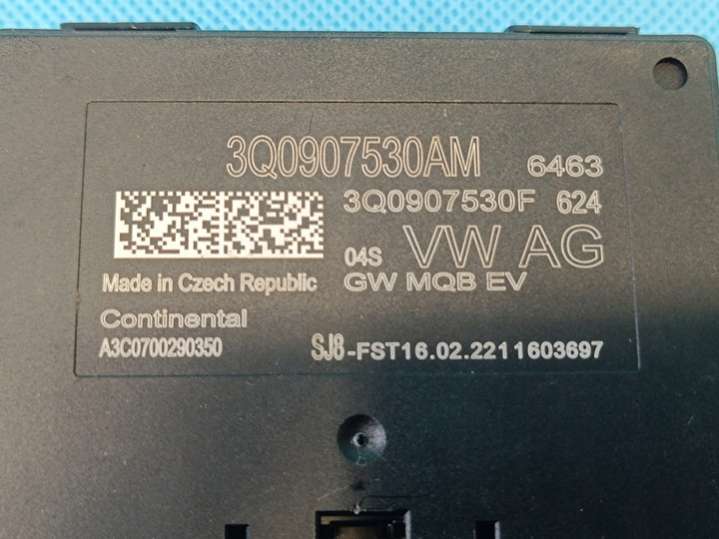 3Q0907530AM 6463
3Q0907530F 624
04S VW AG
Made in Czech Republic GW MQB EV
Continental
A3C0700290350 SJ8-FST16.02.2211603697